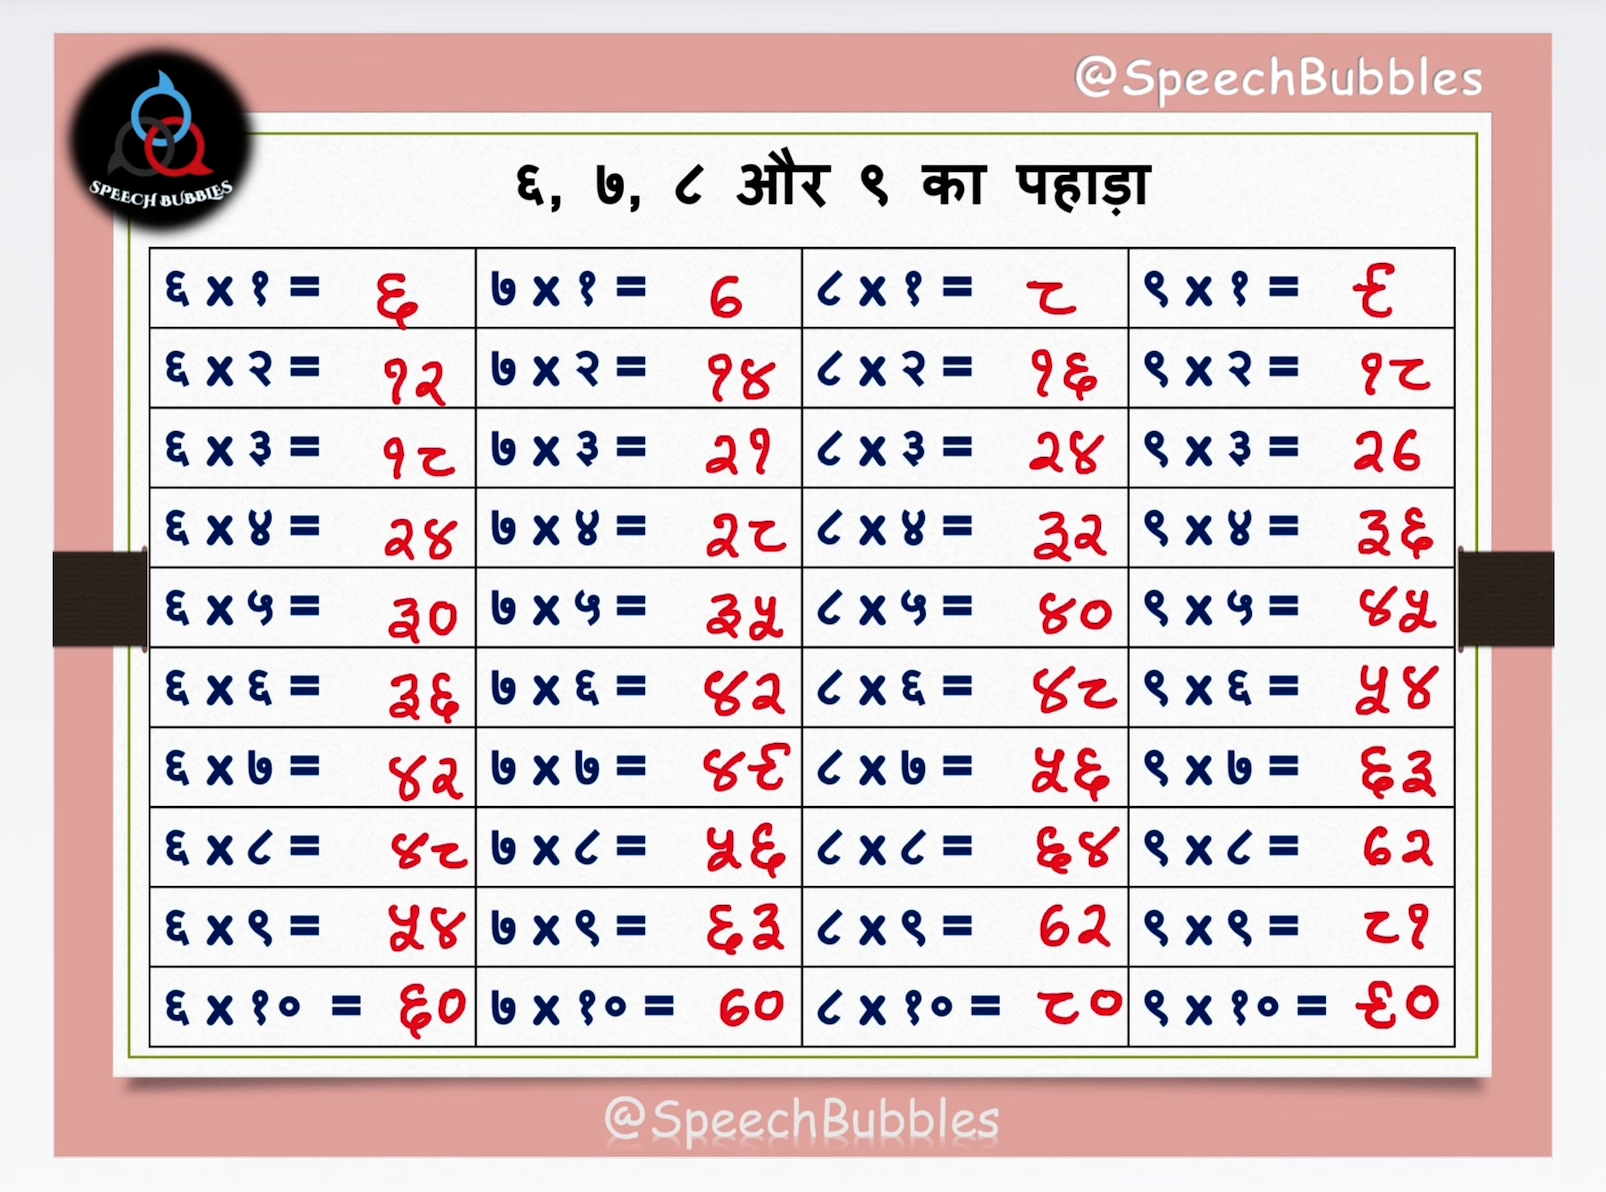 @SpeechBubbles
SPEECH BUBBLES
६, ७, ८ और ९ का पहाड़ा
६ x १ = ६ ७ x १ = ७ ८ x १ = ८ ९ x १ = ९
६ x २ = १२ ७ x २ = १४ ८ x २ = १६ ९ x २ = १८
६ x ३ = १८ ७ x ३ = २१ ८ x ३ = २४ ९ x ३ = २७
६ x ४ = २४ ७ x ४ = २८ ८ x ४ = ३२ ९ x ४ = ३६
६ x ५ = ३० ७ x ५ = ३५ ८ x ५ = ४० ९ x ५ = ४५
६ x ६ = ३६ ७ x ६ = ४२ ८ x ६ = ४८ ९ x ६ = ५४
६ x ७ = ४२ ७ x ७ = ४९ ८ x ७ = ५६ ९ x ७ = ६३
६ x ८ = ४८ ७ x ८ = ५६ ८ x ८ = ६४ ९ x ८ = ७२
६ x ९ = ५४ ७ x ९ = ६३ ८ x ९ = ७२ ९ x ९ = ८१
६ x १० = ६० ७ x १० = ७० ८ x १० = ८० ९ x १० = ९०
@SpeechBubbles